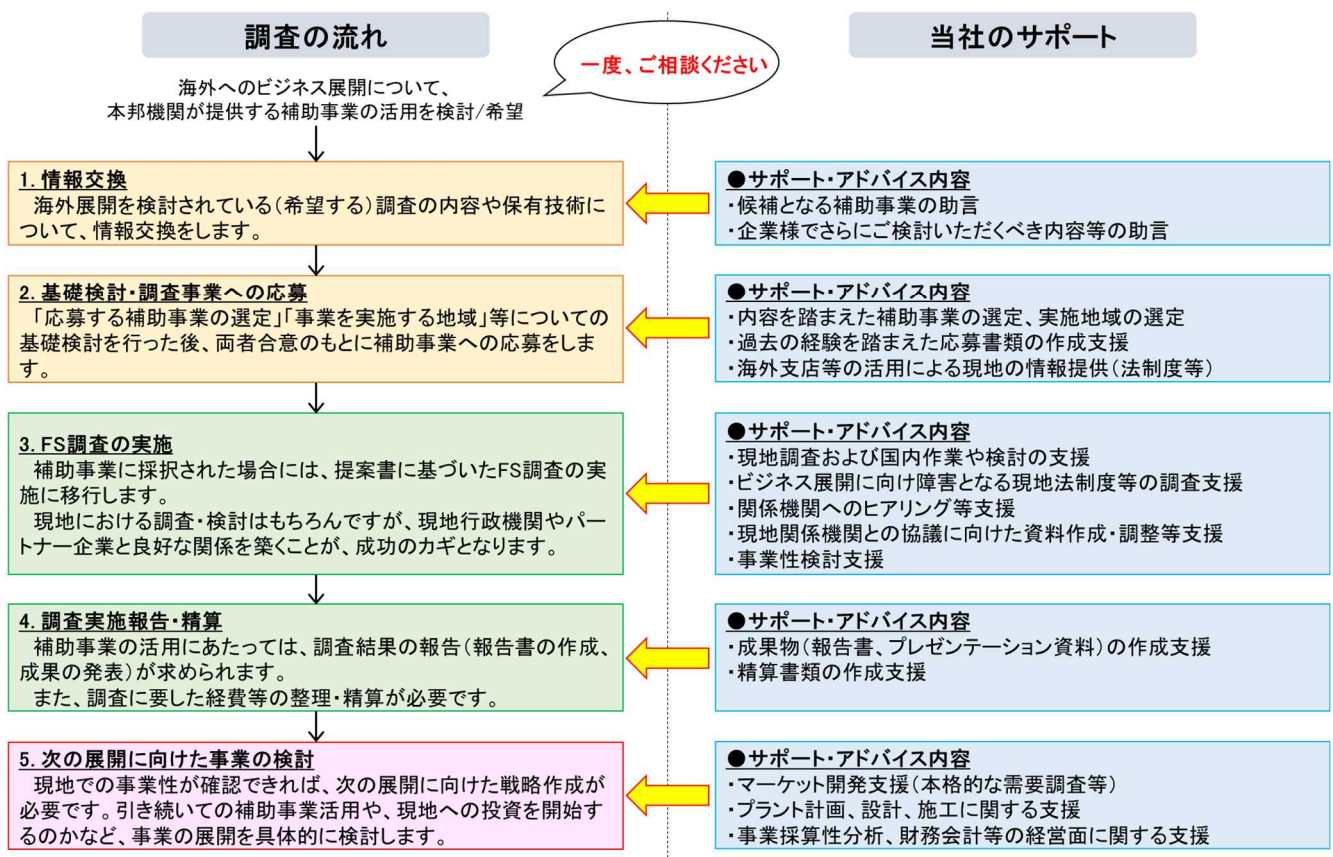 調査の流れ
当社のサポート
一度、ご相談ください
海外へのビジネス展開について、
本邦機関が提供する補助事業の活用を検討/希望
1. 情報交換
海外展開を検討されている(希望する)調査の内容や保有技術に
ついて、情報交換をします。
●サポート・アドバイス内容
・候補となる補助事業の助言
・企業様でさらにご検討いただくべき内容等の助言
2. 基礎検討・調査事業への応募
「応募する補助事業の選定」「事業を実施する地域」等についての
基礎検討を行った後、両者合意のもとに補助事業への応募をしま
す。
●サポート・アドバイス内容
・内容を踏まえた補助事業の選定、実施地域の選定
・過去の経験を踏まえた応募書類の作成支援
・海外支店等の活用による現地の情報提供(法制度等)
3. FS調査の実施
補助事業に採択された場合には、提案書に基づいたFS調査の実
施に移行します。
現地における調査・検討はもちろんですが、現地行政機関やパー
トナー企業と良好な関係を築くことが、成功のカギとなります。
●サポート・アドバイス内容
・現地調査および国内作業や検討の支援
・ビジネス展開に向け障害となる現地法制度等の調査支援
・関係機関へのヒアリング等支援
・現地関係機関との協議に向けた資料作成・調整等支援
・事業性検討支援
4. 調査実施報告・精算
補助事業の活用にあたっては、調査結果の報告(報告書の作成、
成果の発表)が求められます。
また、調査に要した経費等の整理・精算が必要です。
●サポート・アドバイス内容
・成果物(報告書、プレゼンテーション資料)の作成支援
・精算書類の作成支援
5. 次の展開に向けた事業の検討
現地での事業性が確認できれば、次の展開に向けた戦略作成が
必要です。引き続いての補助事業活用や、現地への投資を開始す
るのかなど、事業の展開を具体的に検討します。
●サポート・アドバイス内容
・マーケット開発支援(本格的な需要調査等)
・プラント計画、設計、施工に関する支援
・事業採算性分析、財務会計等の経営面に関する支援